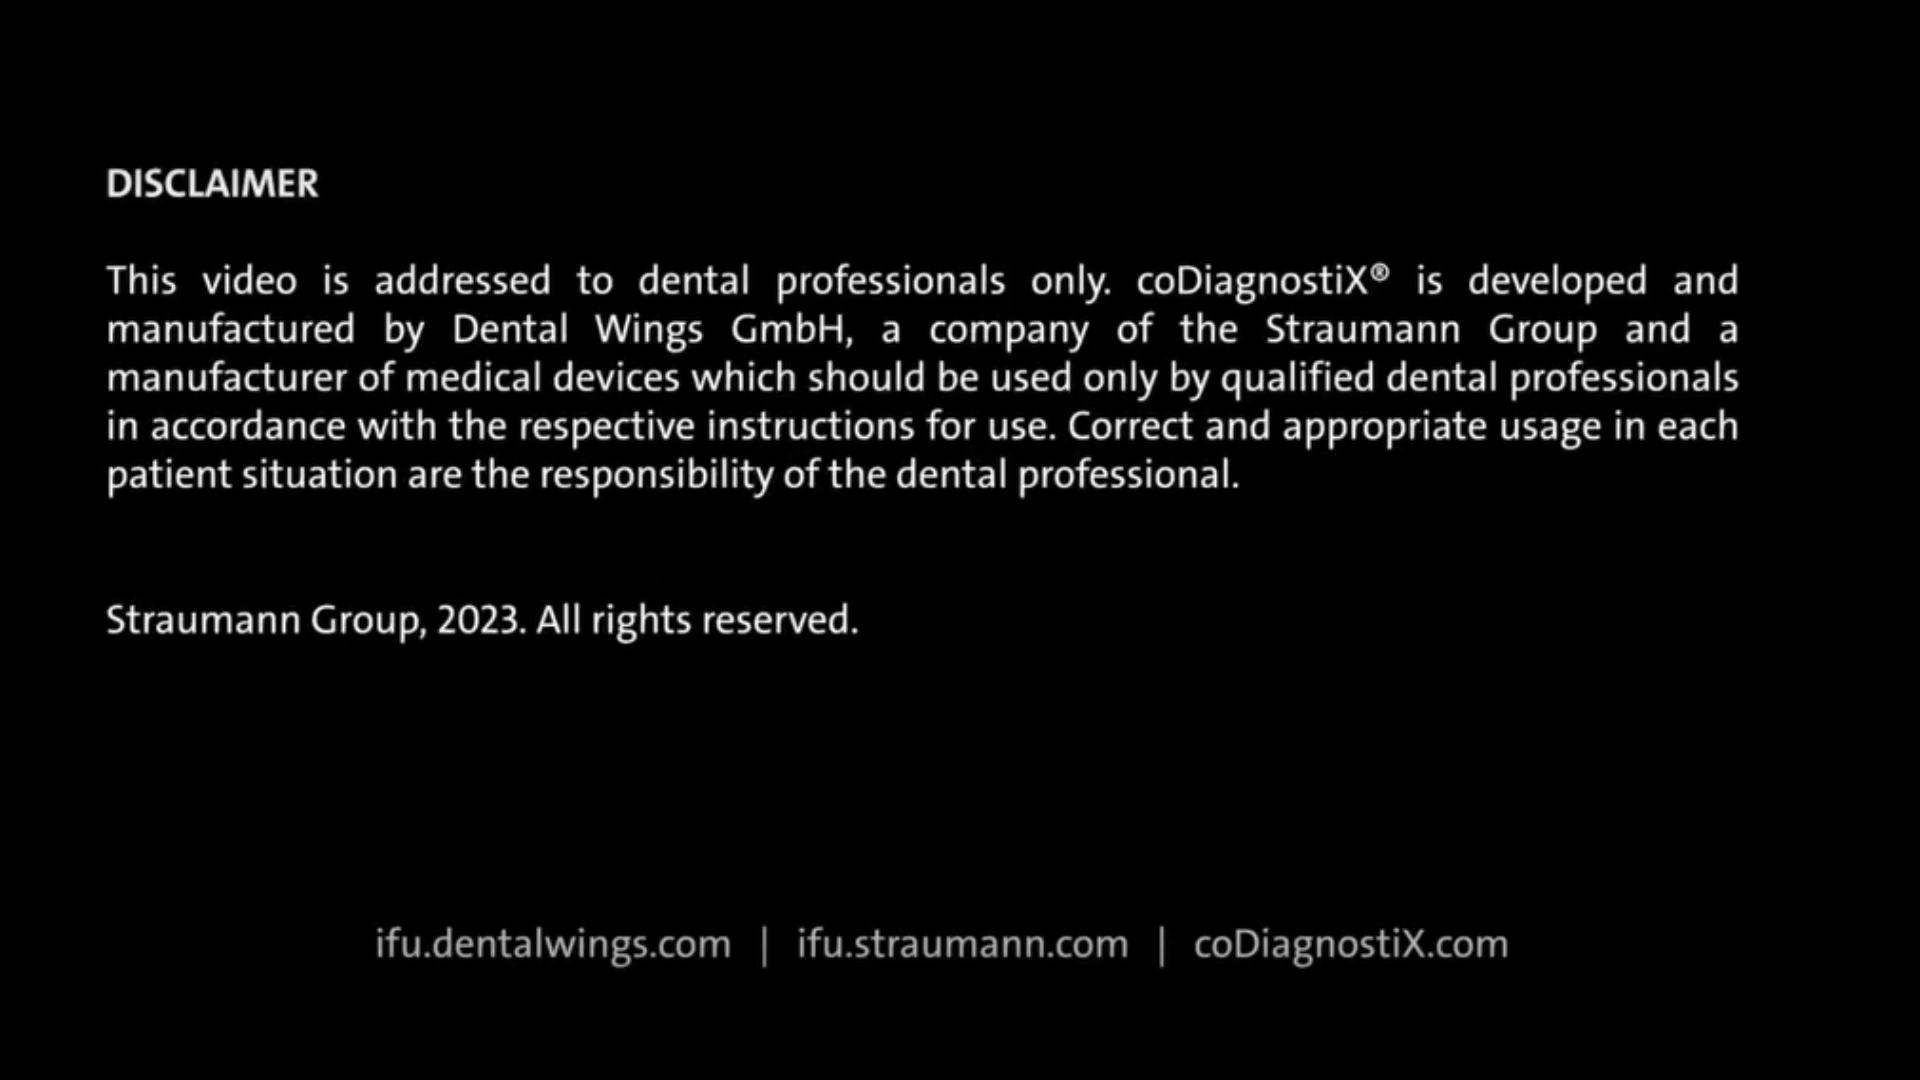 DISCLAIMER
This video is addressed to dental professionals only. coDiagnostiX® is developed and
manufactured by Dental Wings GmbH, a company of the Straumann Group and a
manufacturer of medical devices which should be used only by qualified dental professionals
in accordance with the respective instructions for use. Correct and appropriate usage in each
patient situation are the responsibility of the dental professional.
Straumann Group, 2023. All rights reserved.
ifu.dentalwings.com | ifu.straumann.com | coDiagnostiX.com